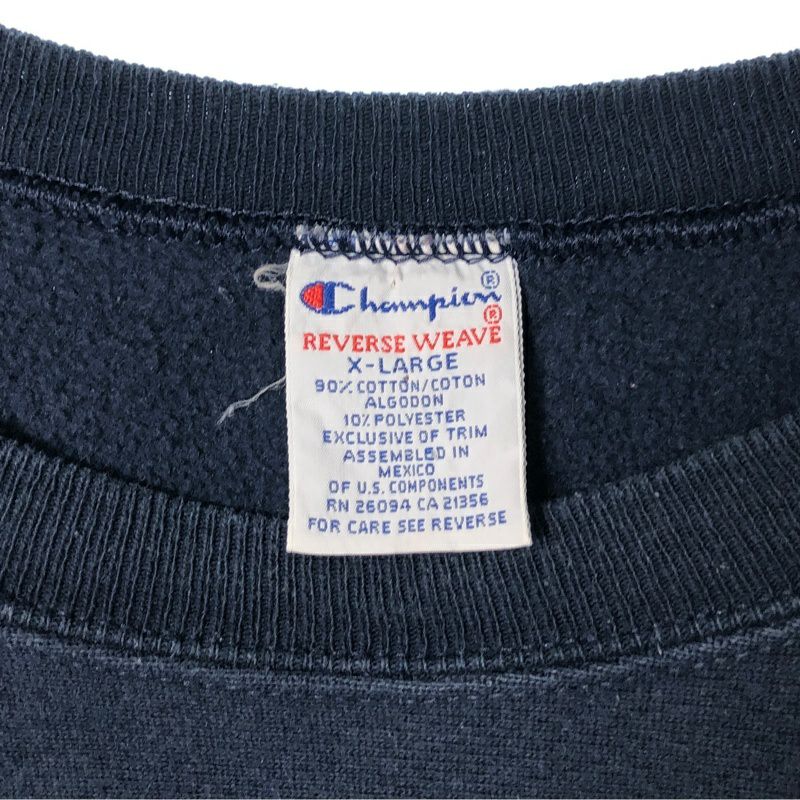 Champion®
REVERSE WEAVE®
X-LARGE
90% COTTON/COTON
ALGODON
10% POLYESTER
EXCLUSIVE OF TRIM
ASSEMBLED IN
MEXICO
OF U.S. COMPONENTS
RN 26094 CA 21356
FOR CARE SEE REVERSE